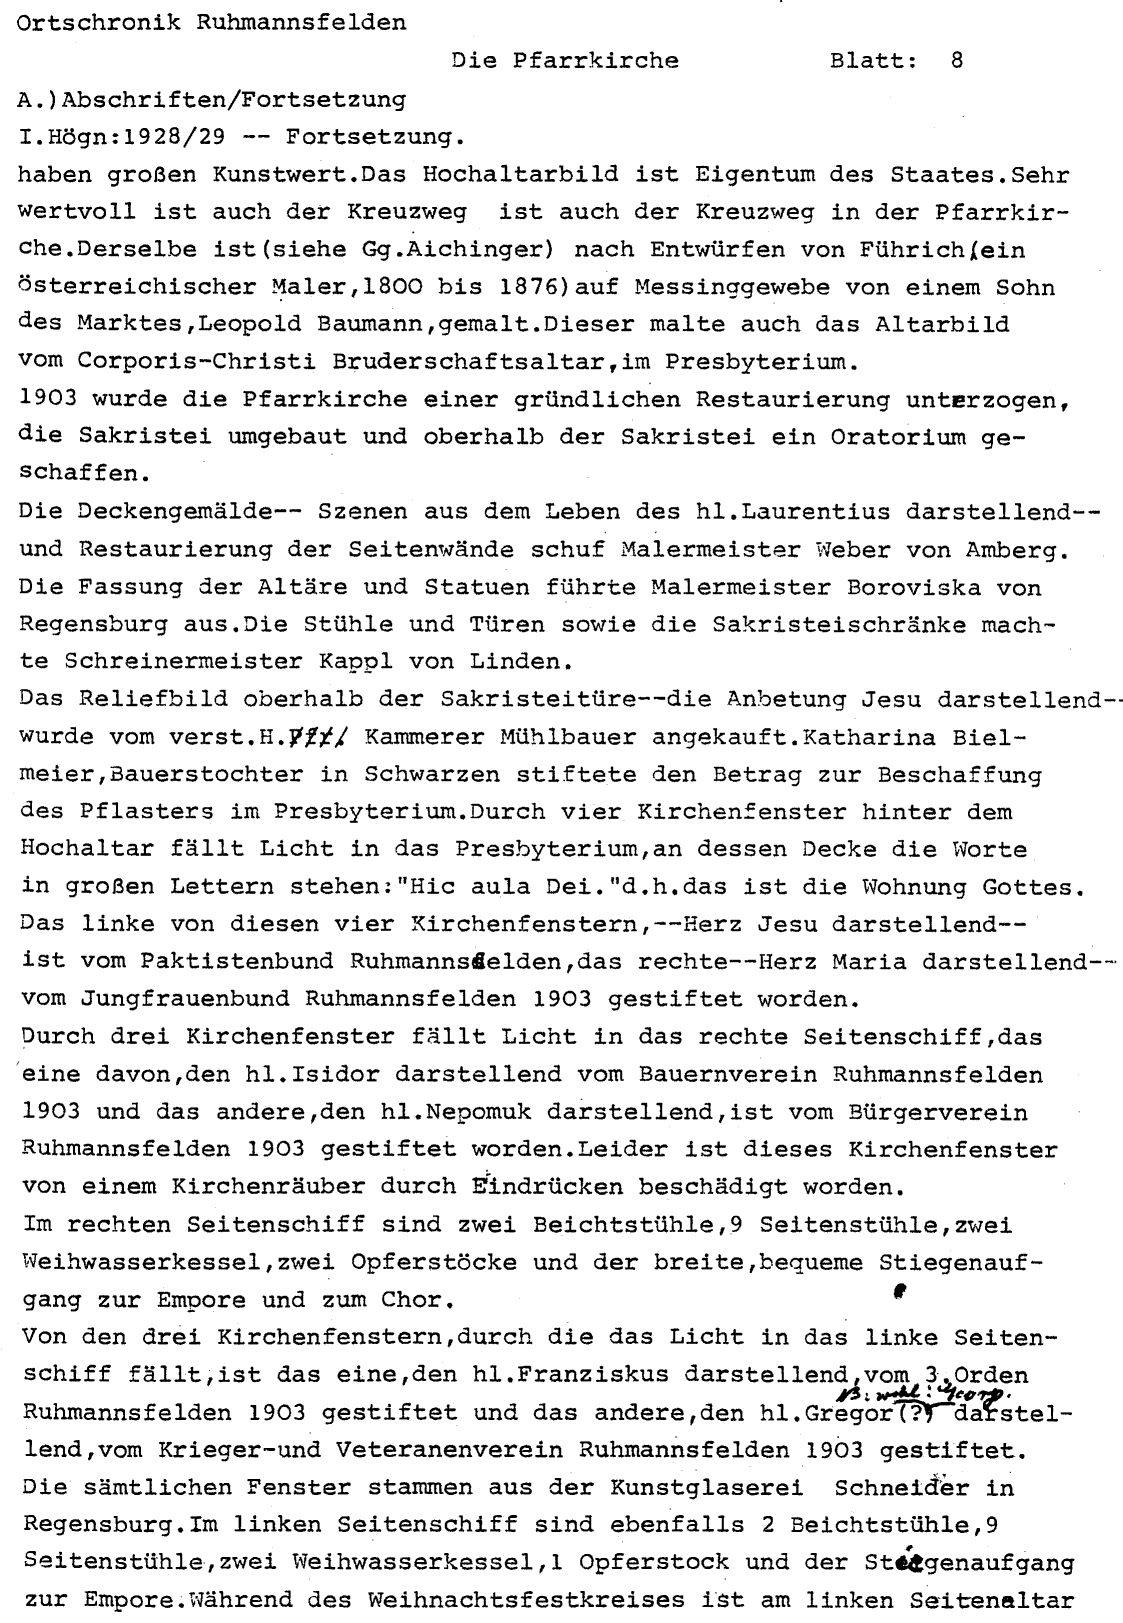 Ortschronik Ruhmannsfelden
Die Pfarrkirche Blatt: 8
A.)Abschriften/Fortsetzung
I.Högn:1928/29 -- Fortsetzung.
haben großen Kunstwert.Das Hochaltarbild ist Eigentum des Staates.Sehr
wertvoll ist auch der Kreuzweg  ist auch der Kreuzweg in der Pfarrkir-
che.Derselbe ist(siehe Gg.Aichinger) nach Entwürfen von Führich(ein
österreichischer Maler,1800 bis 1876)auf Messinggewebe von einem Sohn
des Marktes,Leopold Baumann,gemalt.Dieser malte auch das Altarbild
vom Corporis-Christi Bruderschaftsaltar,im Presbyterium.
1903 wurde die Pfarrkirche einer gründlichen Restaurierung unterzogen,
die Sakristei umgebaut und oberhalb der Sakristei ein Oratorium ge-
schaffen.
Die Deckengemälde-- Szenen aus dem Leben des hl.Laurentius darstellend--
und Restaurierung der Seitenwände schuf Malermeister Weber von Amberg.
Die Fassung der Altäre und Statuen führte Malermeister Boroviska von
Regensburg aus.Die Stühle und Türen sowie die Sakristeischränke mach-
te Schreinermeister Kappl von Linden.
Das Reliefbild oberhalb der Sakristeitüre--die Anbetung Jesu darstellend--
wurde vom verst.H. Kammerer Mühlbauer angekauft.Katharina Biel-
meier,Bauerstochter in Schwarzen stiftete den Betrag zur Beschaffung
des Pflasters im Presbyterium.Durch vier Kirchenfenster hinter dem
Hochaltar fällt Licht in das Presbyterium,an dessen Decke die Worte
in großen Lettern stehen:"Hic aula Dei."d.h.das ist die Wohnung Gottes.
Das linke von diesen vier Kirchenfenstern,--Herz Jesu darstellend--
ist vom Paktistenbund Ruhmannsfelden,das rechte--Herz Maria darstellend--
vom Jungfrauenbund Ruhmannsfelden 1903 gestiftet worden.
Durch drei Kirchenfenster fällt Licht in das rechte Seitenschiff,das
eine davon,den hl.Isidor darstellend vom Bauernverein Ruhmannsfelden
1903 und das andere,den hl.Nepomuk darstellend,ist vom Bürgerverein
Ruhmannsfelden 1903 gestiftet worden.Leider ist dieses Kirchenfenster
von einem Kirchenräuber durch Eindrücken beschädigt worden.
Im rechten Seitenschiff sind zwei Beichtstühle,9 Seitenstühle,zwei
Weihwasserkessel,zwei Opferstöcke und der breite,bequeme Stiegenauf-
gang zur Empore und zum Chor.
Von den drei Kirchenfenstern,durch die das Licht in das linke Seiten-
schiff fällt,ist das eine,den hl.Franziskus darstellend,vom 3.Orden
B: wohl: Georg.
Ruhmannsfelden 1903 gestiftet und das andere,den hl.Gregor(?) darstel-
lend,vom Krieger-und Veteranenverein Ruhmannsfelden 1903 gestiftet.
Die sämtlichen Fenster stammen aus der Kunstglaserei  Schneider in
Regensburg.Im linken Seitenschiff sind ebenfalls 2 Beichtstühle,9
Seitenstühle,zwei Weihwasserkessel,1 Opferstock und der Stiegenaufgang
zur Empore.Während des Weihnachtsfestkreises ist am linken Seitenaltar